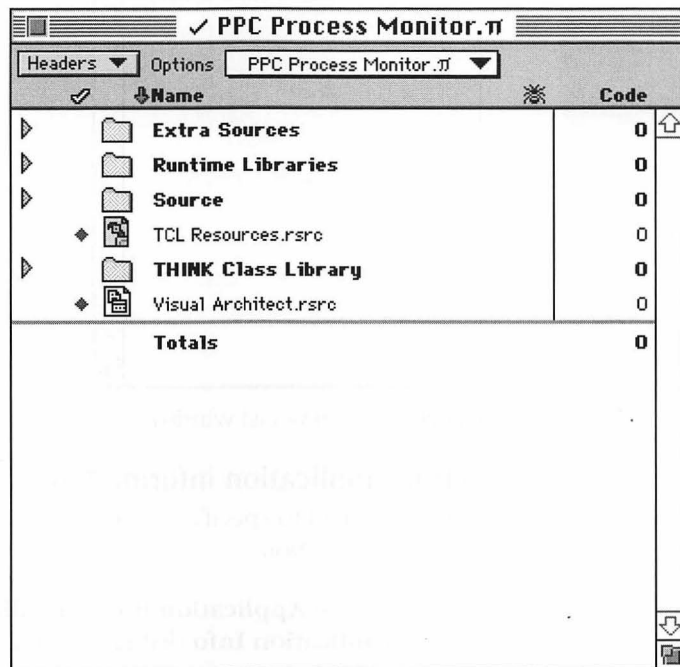 ✓ PPC Process Monitor.π
Headers ▼ Options PPC Process Monitor.π ▼
Name Code
Extra Sources 0
Runtime Libraries 0
Source 0
TCL Resources.rsrc 0
THINK Class Library 0
Visual Architect.rsrc 0
Totals 0